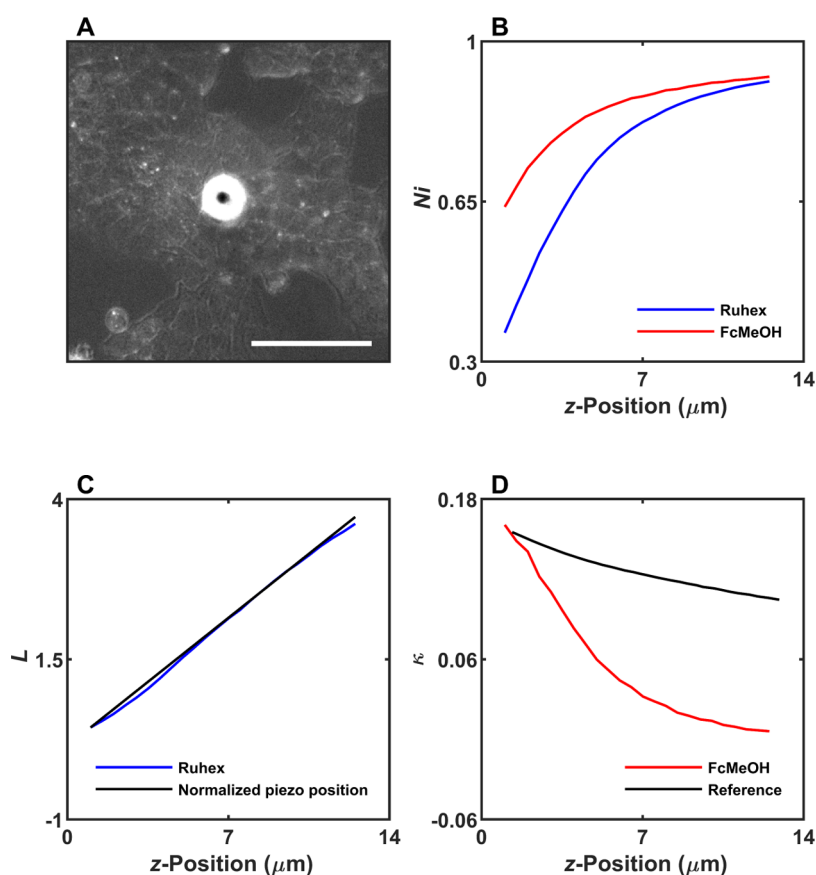 A
B
1
0.65
0.3
Ni
Ruhex
FcMeOH
0
7
14
z-Position (μm)
C
4
1.5
-1
L
Ruhex
Normalized piezo position
0
7
14
z-Position (μm)
D
0.18
0.06
-0.06
κ
FcMeOH
Reference
0
7
14
z-Position (μm)